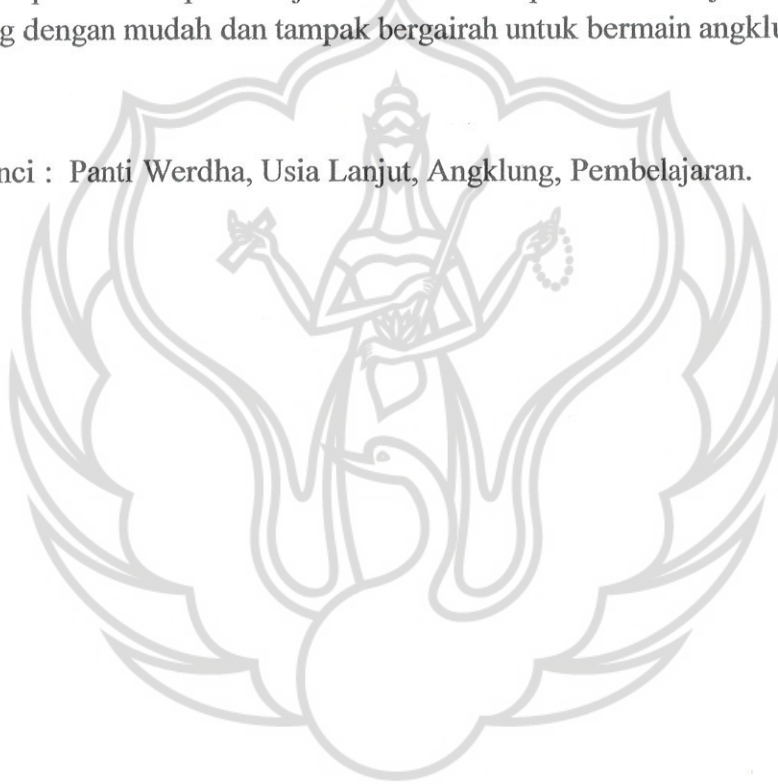 g dengan mudah dan tampak bergairah untuk bermain angklu
nci : Panti Werdha, Usia Lanjut, Angklung, Pembelajaran.